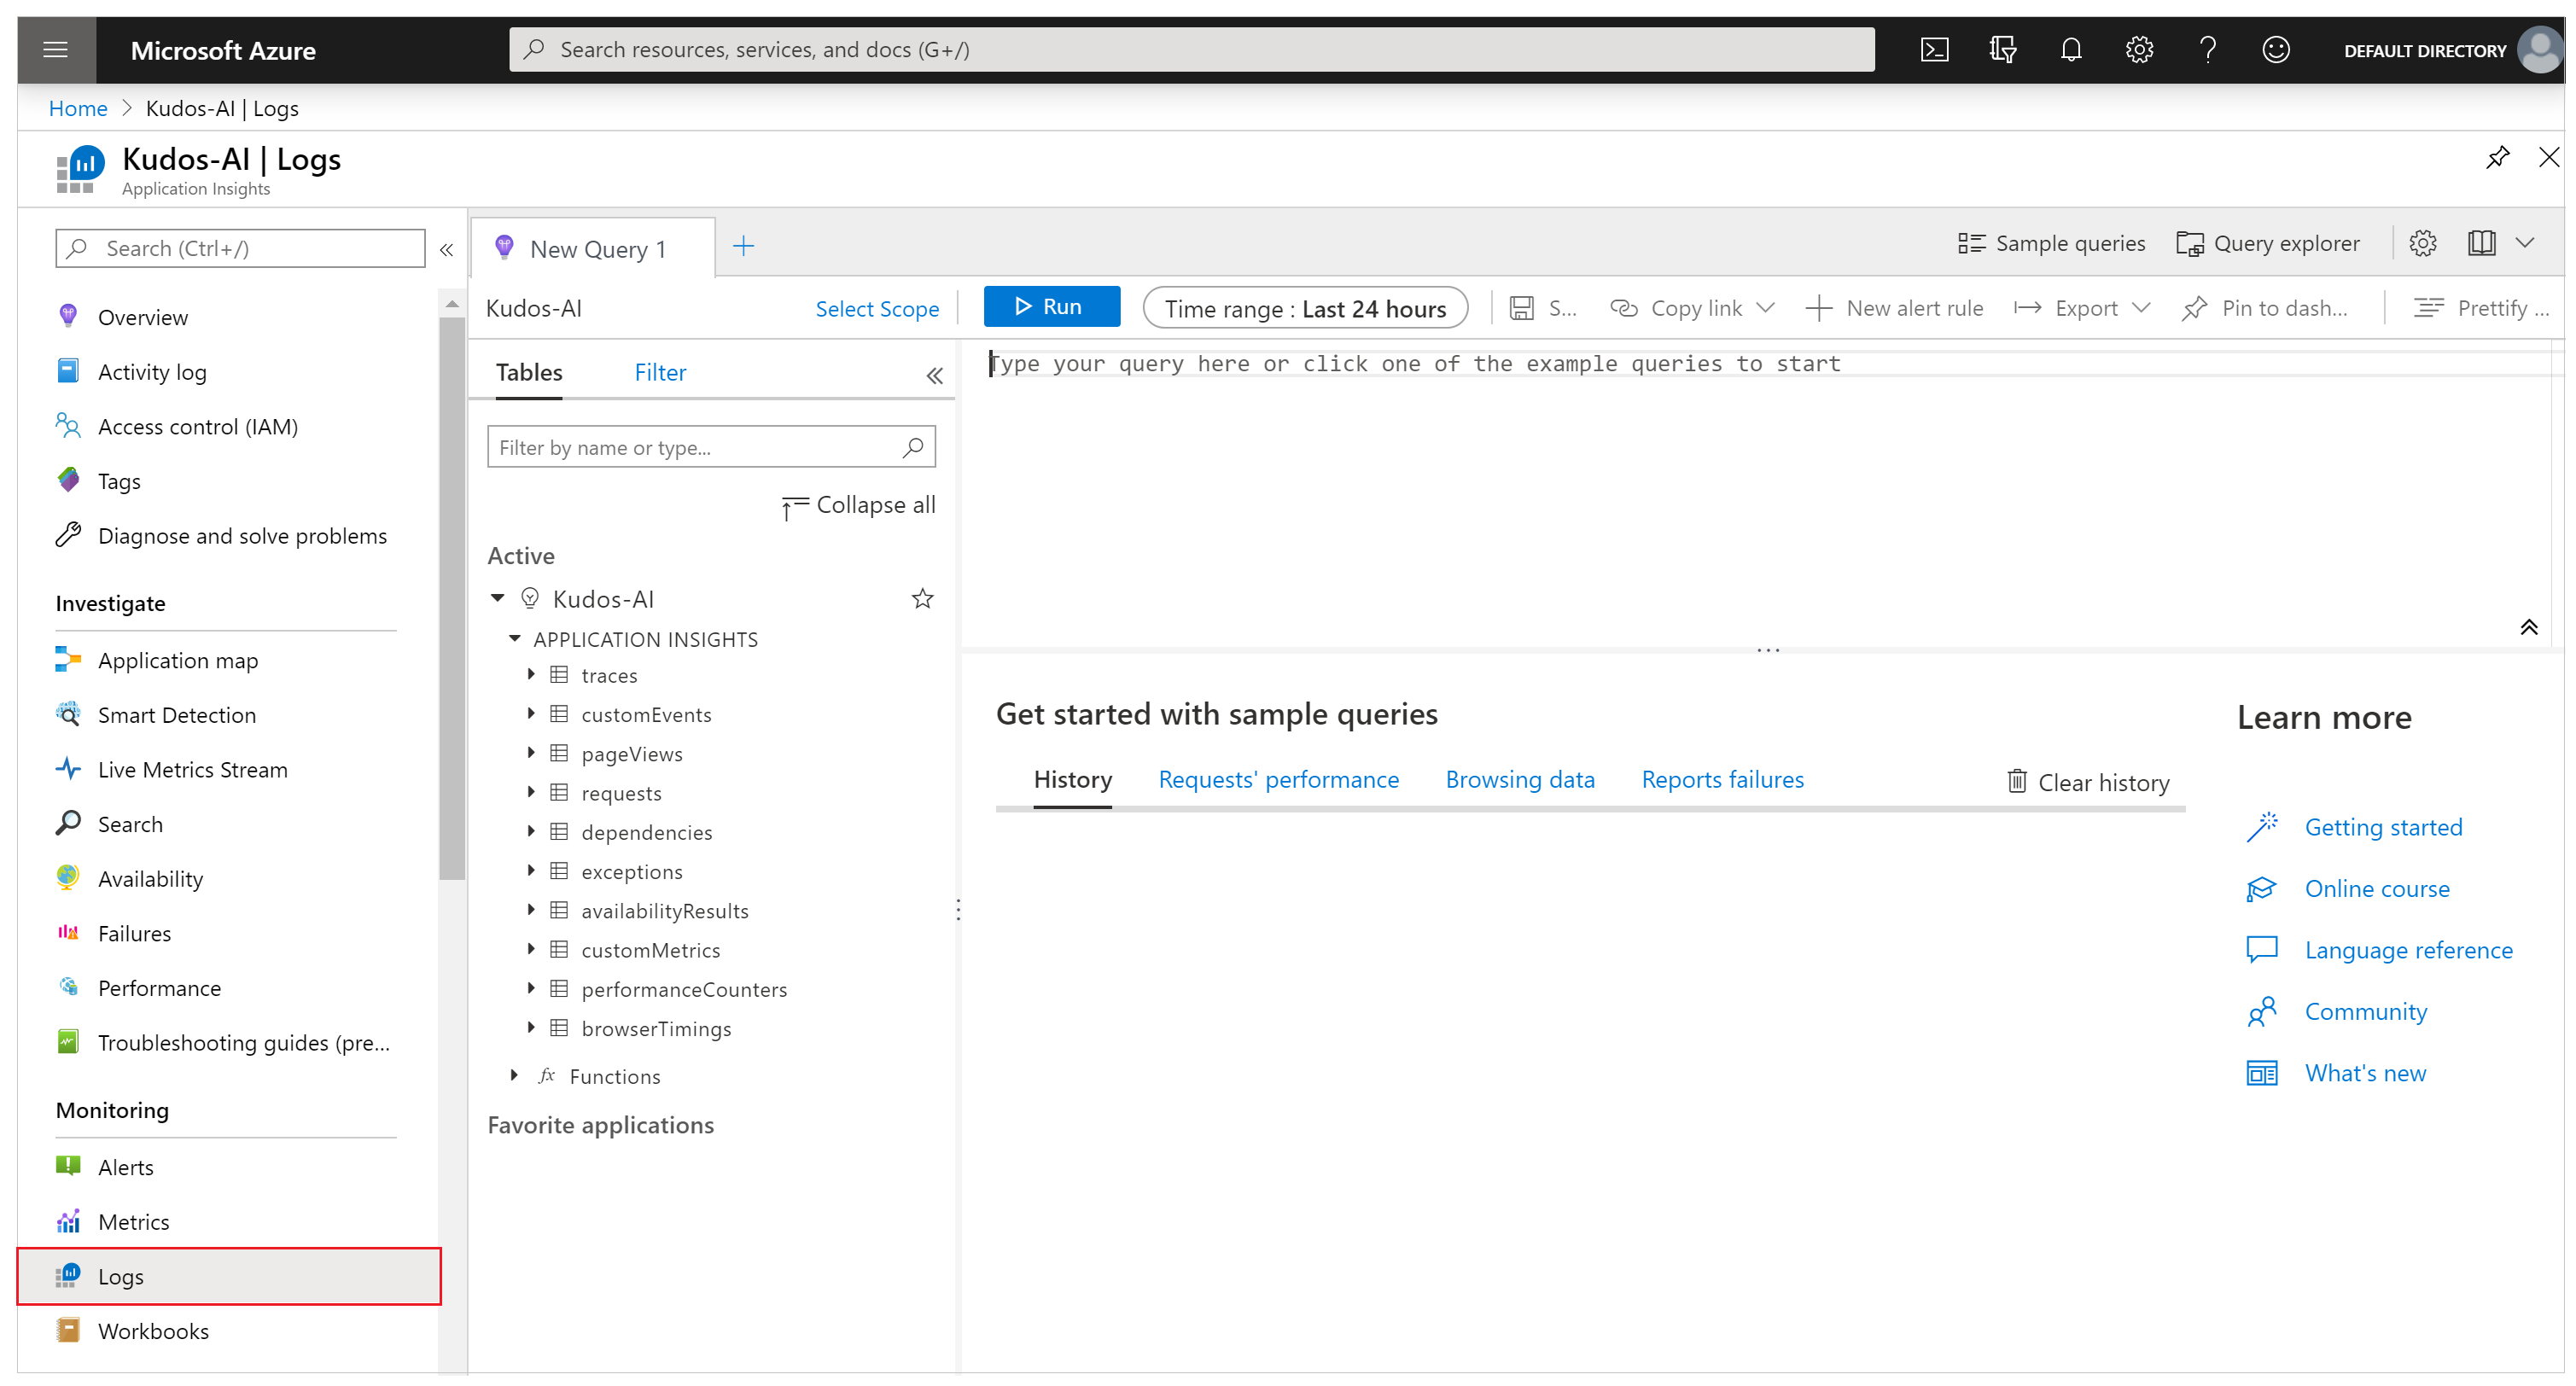 Microsoft Azure
Search resources, services, and docs (G+/)
DEFAULT DIRECTORY
Home > Kudos-AI | Logs
Kudos-AI | Logs
Application Insights
Search (Ctrl+/)
Overview
Activity log
Access control (IAM)
Tags
Diagnose and solve problems
Investigate
Application map
Smart Detection
Live Metrics Stream
Search
Availability
Failures
Performance
Troubleshooting guides (pre...
Monitoring
Alerts
Metrics
Logs
Workbooks
New Query 1
Sample queries
Query explorer
Kudos-AI
Select Scope
Run
Time range : Last 24 hours
S...
Copy link
New alert rule
Export
Pin to dash...
Prettify ...
Tables
Filter
Filter by name or type...
Collapse all
Active
Kudos-AI
APPLICATION INSIGHTS
traces
customEvents
pageViews
requests
dependencies
exceptions
availabilityResults
customMetrics
performanceCounters
browserTimings
fx Functions
Favorite applications
Type your query here or click one of the example queries to start
Get started with sample queries
History
Requests' performance
Browsing data
Reports failures
Clear history
Learn more
Getting started
Online course
Language reference
Community
What's new